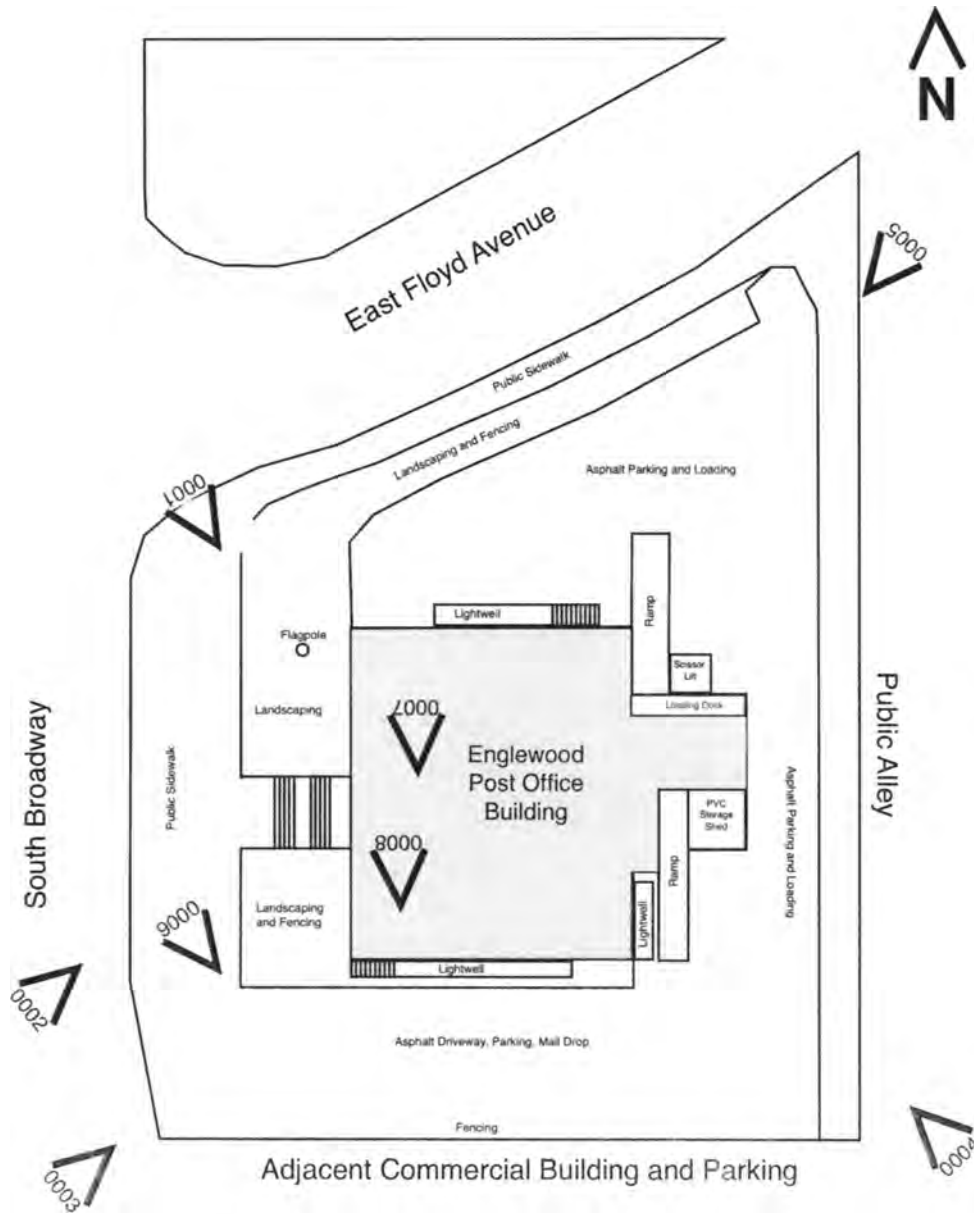 N
0005
East Floyd Avenue
Public Sidewalk
Landscaping and Fencing
0001
Asphalt Parking and Loading
Lightwell
Ramp
Flagpole
Scissor
Lift
Loading Dock
Landscaping
0007
Englewood
Post Office
Building
Public Alley
Public Sidewalk
Asphalt Parking and Loading
PVC
Storage
Shed
South Broadway
0008
Ramp
Landscaping
and Fencing
Lightwell
0006
Lightwell
0002
Asphalt Driveway, Parking, Mail Drop
Fencing
0003
0004
Adjacent Commercial Building and Parking